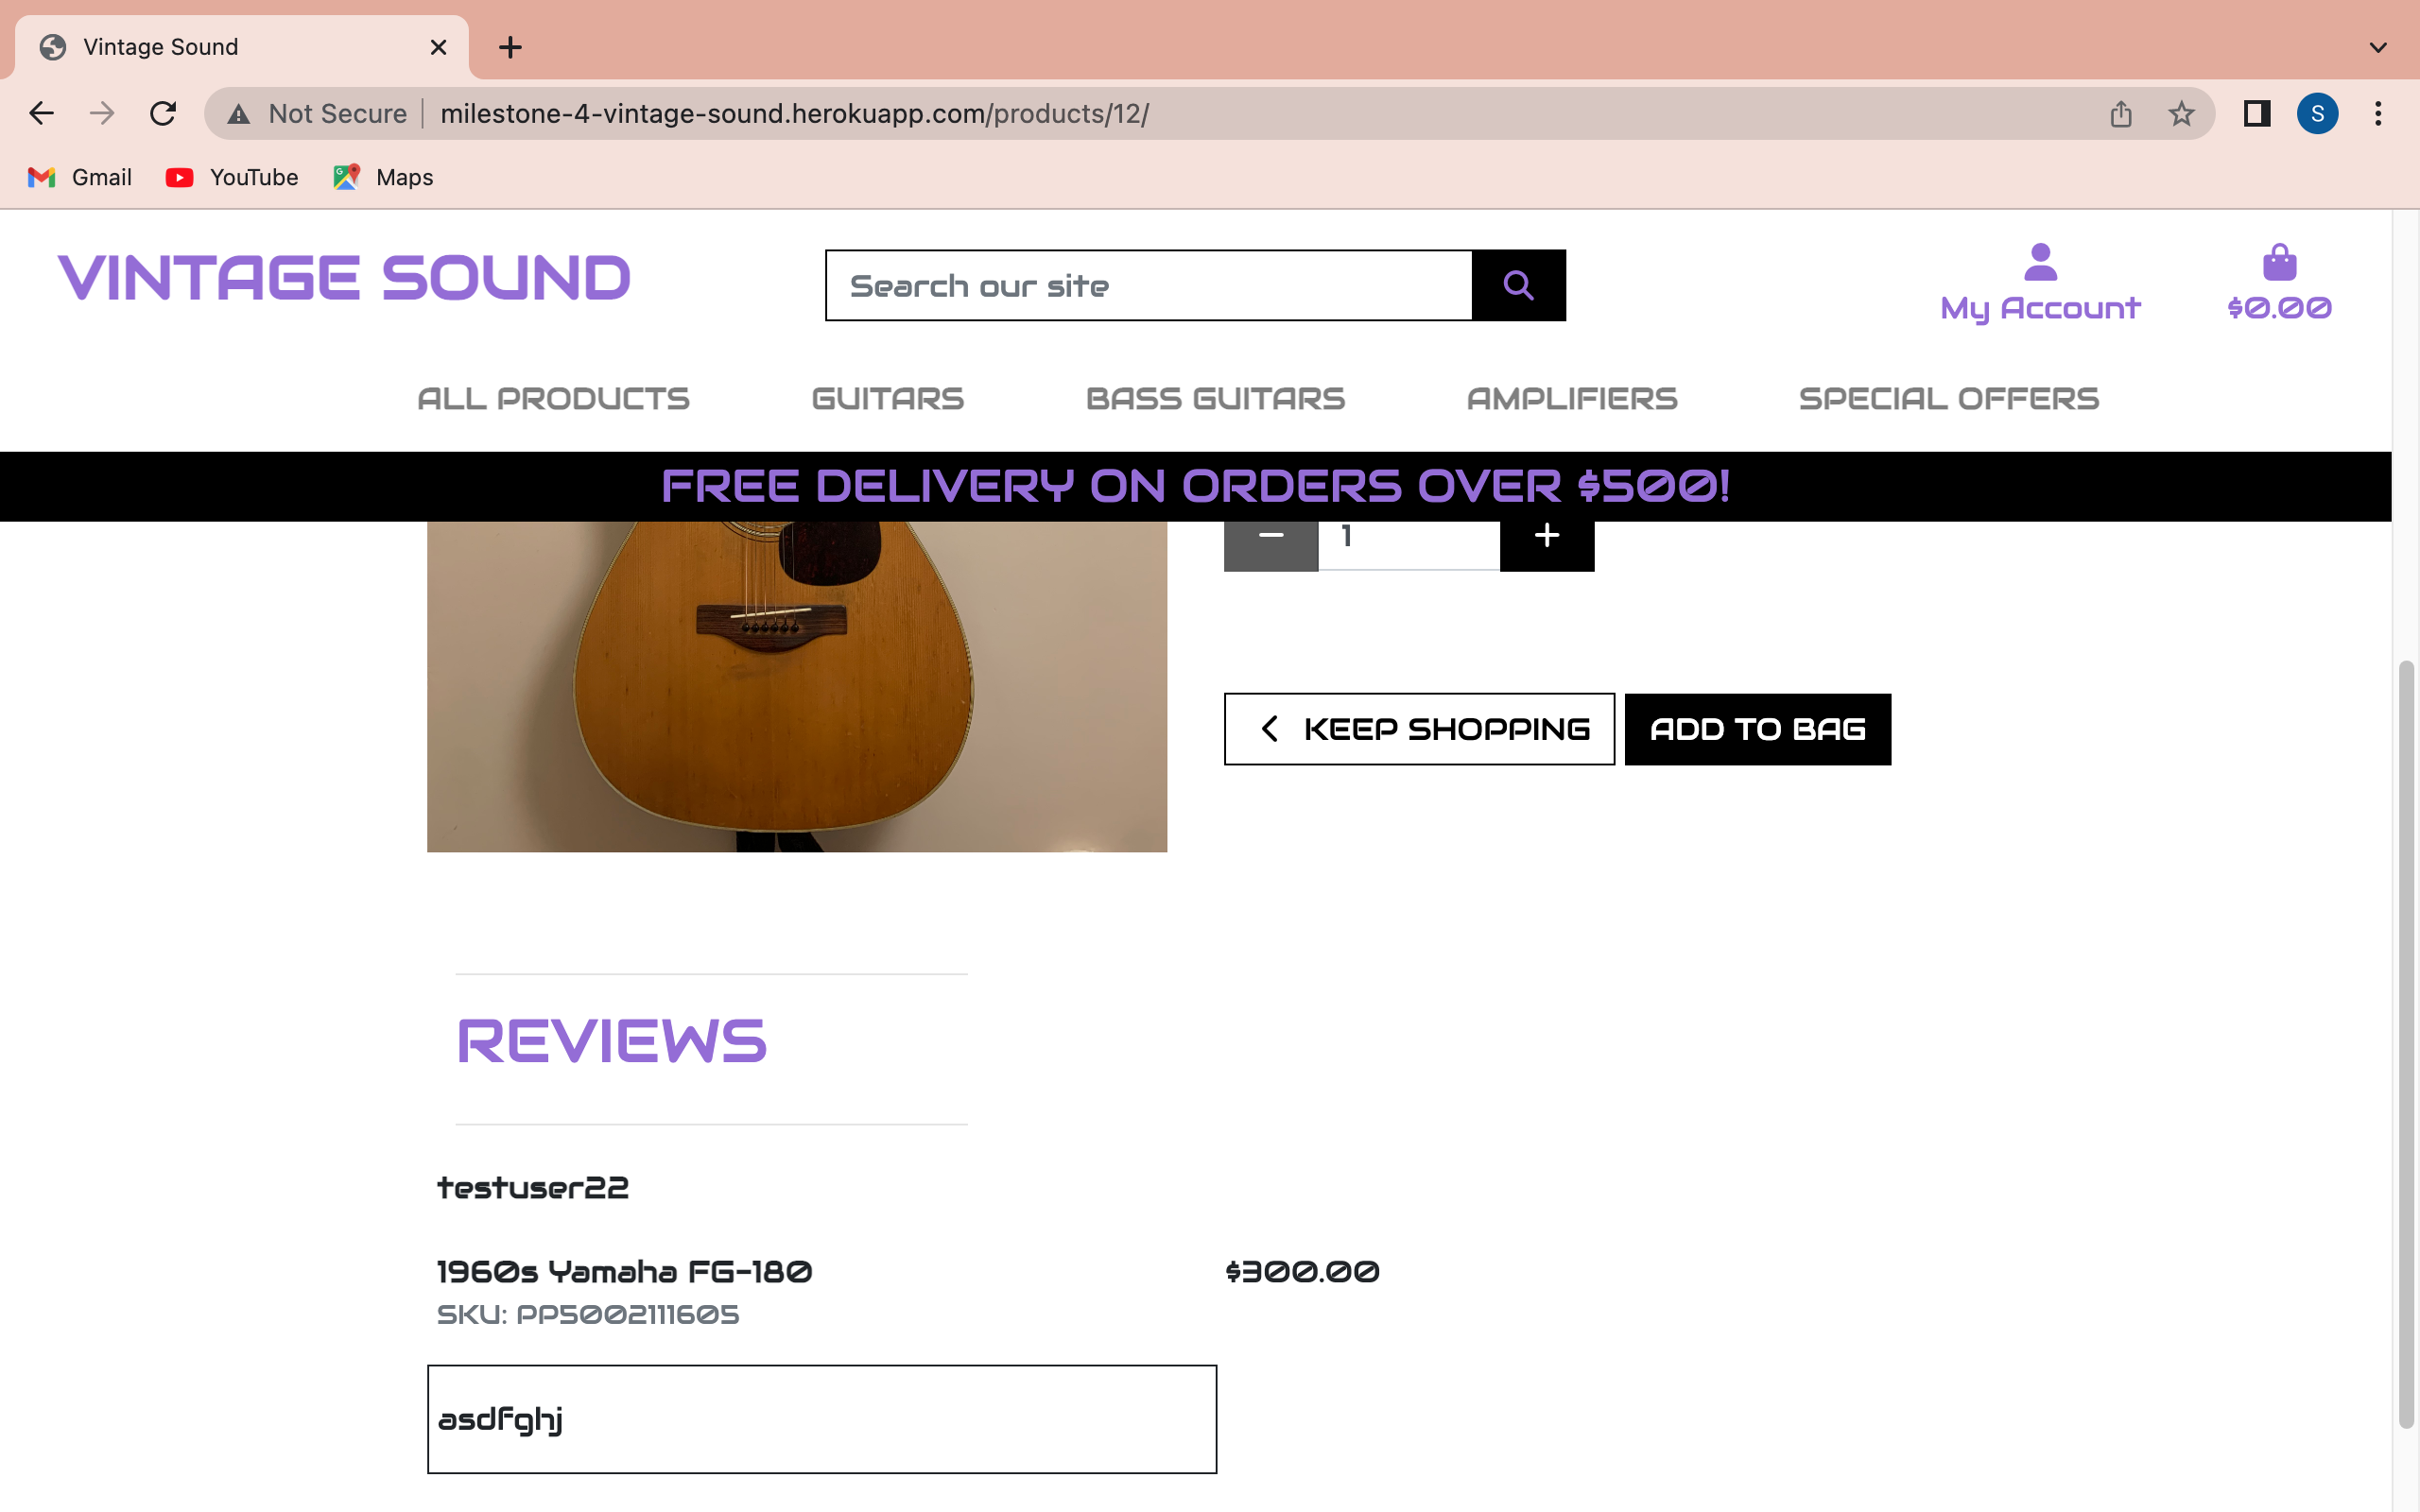 Vintage Sound
Not Secure
milestone-4-vintage-sound.herokuapp.com/products/12/
S
Gmail
YouTube
Maps
VINTAGE SOUND
Search our site
My Account
$0.00
ALL PRODUCTS
GUITARS
BASS GUITARS
AMPLIFIERS
SPECIAL OFFERS
FREE DELIVERY ON ORDERS OVER $500!
1
KEEP SHOPPING
ADD TO BAG
REVIEWS
testuser22
1960s Yamaha FG-180
$300.00
SKU: PP5002111605
asdfghj